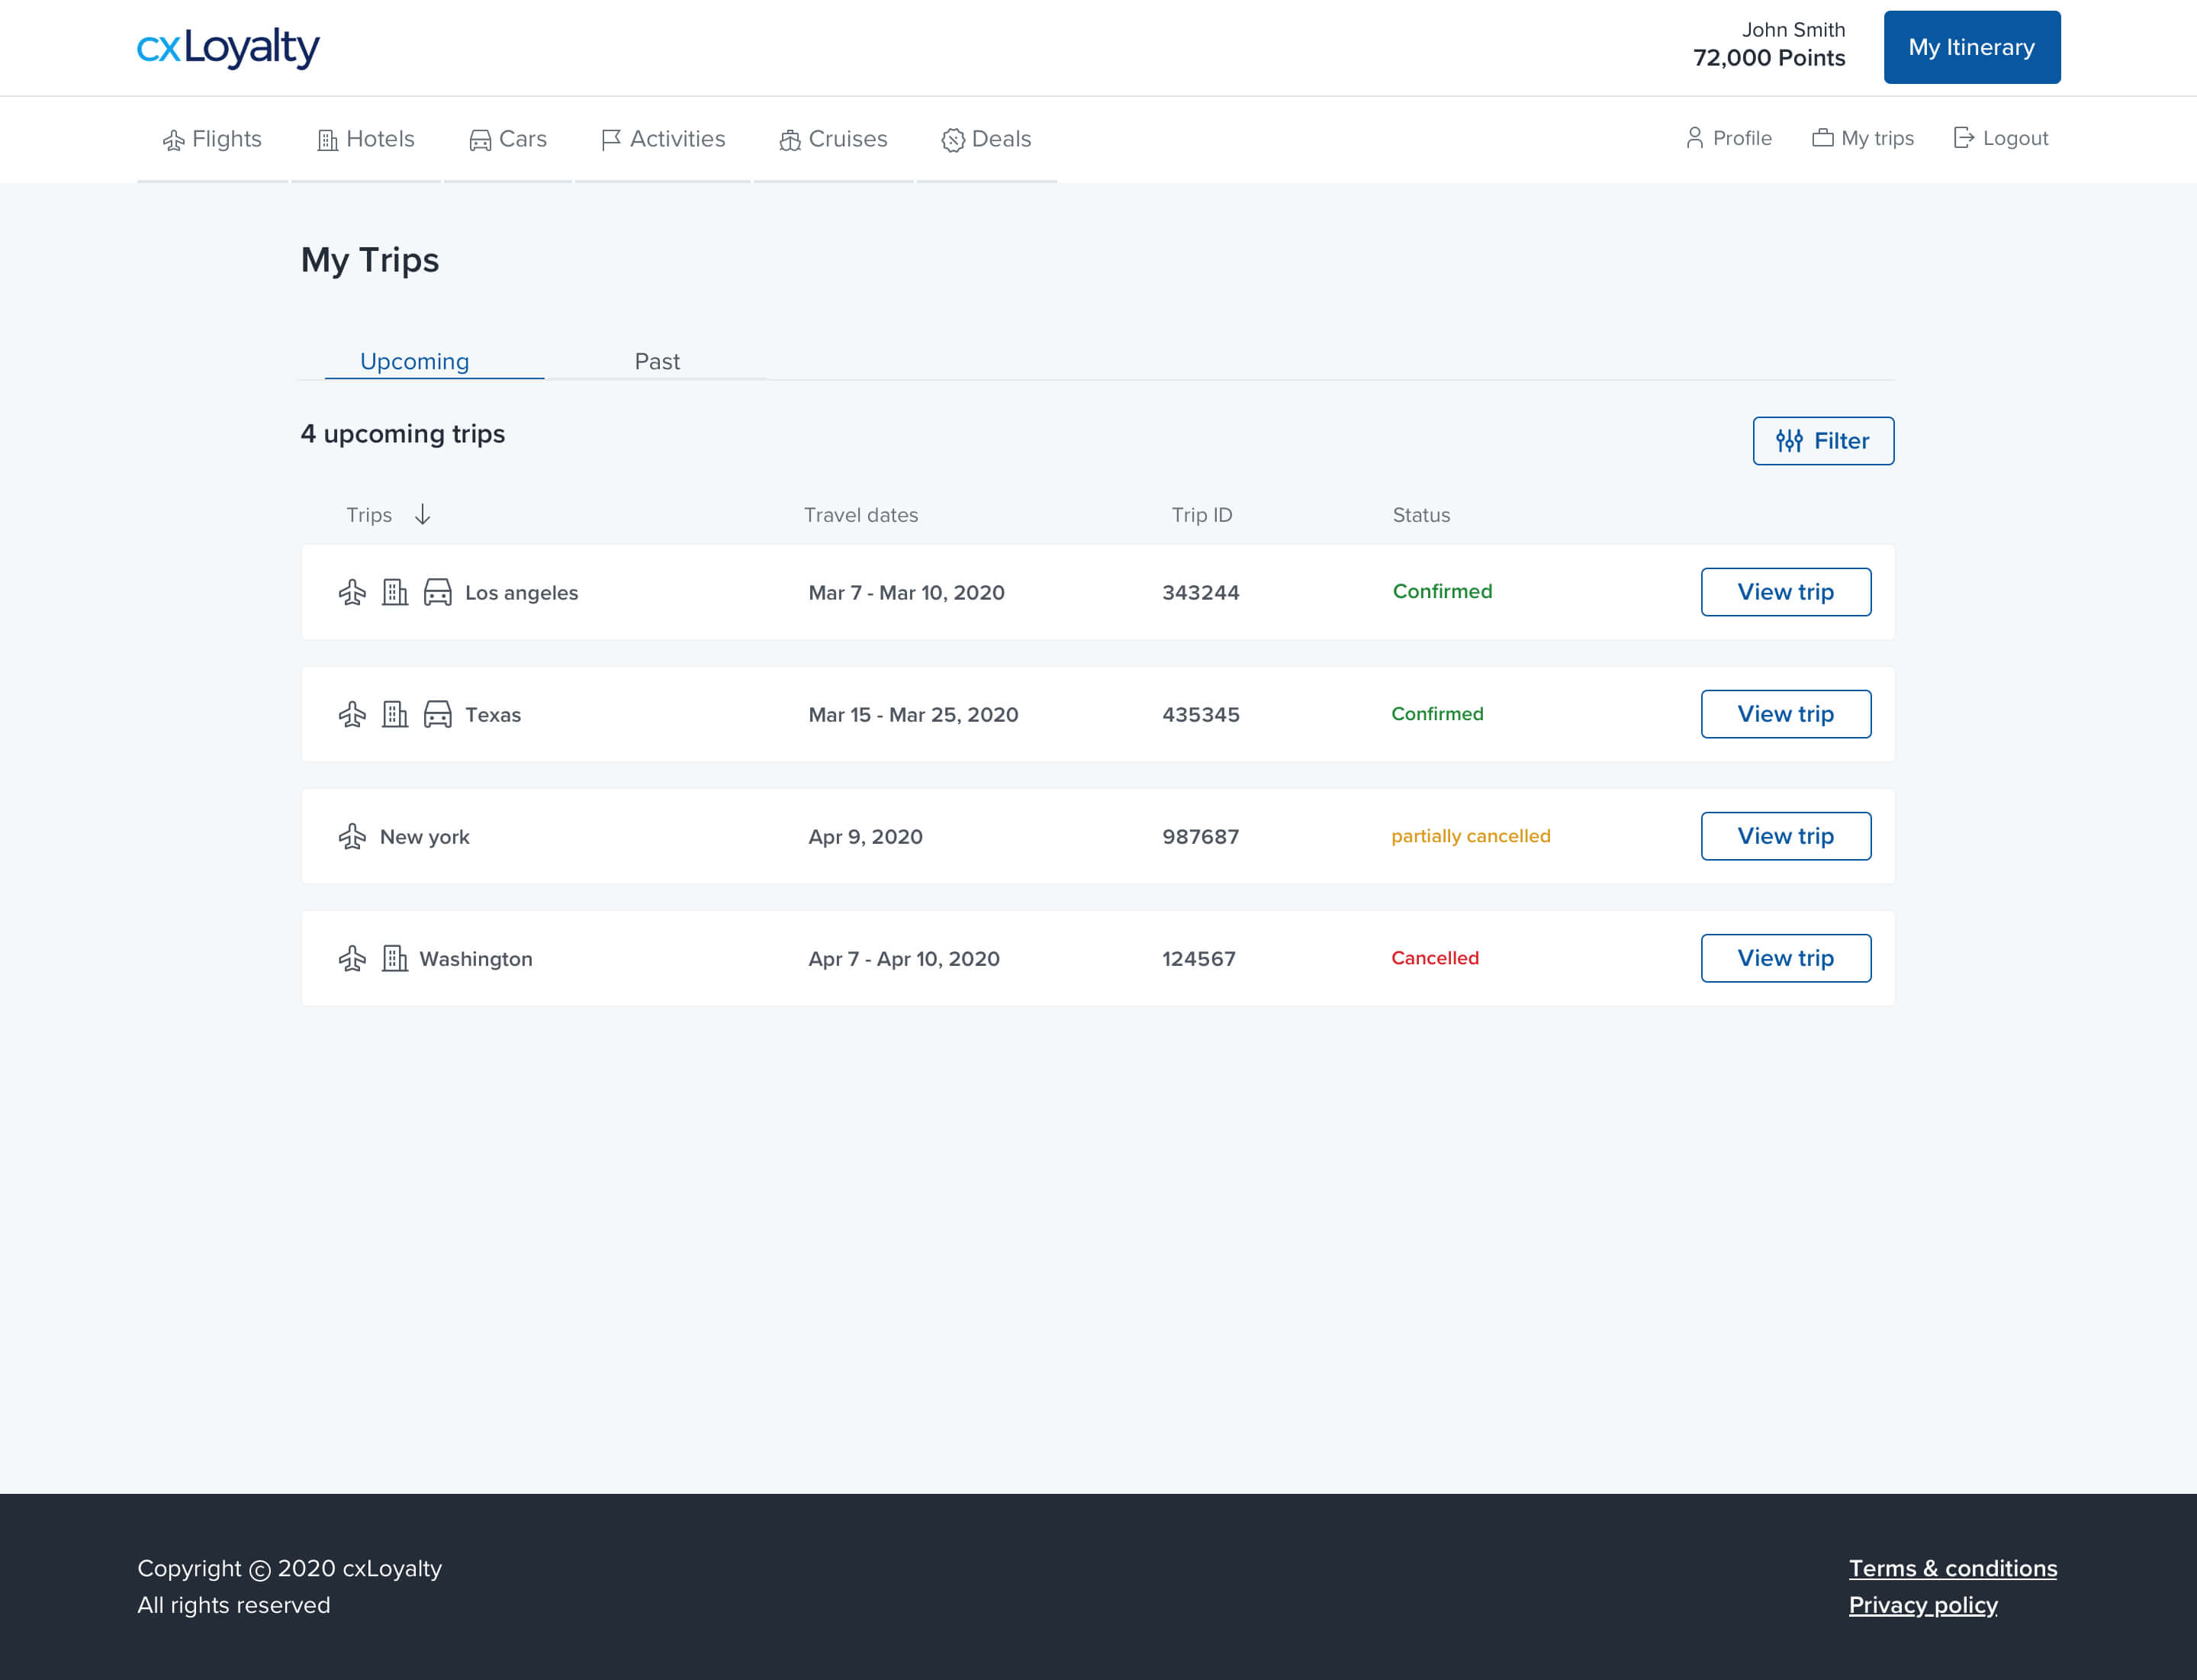 cxLoyalty
John Smith
72,000 Points
My Itinerary
Flights
Hotels
Cars
Activities
Cruises
Deals
Profile
My trips
Logout
My Trips
Upcoming
Past
4 upcoming trips
Filter
Trips
Travel dates
Trip ID
Status
Los angeles
Mar 7 - Mar 10, 2020
343244
Confirmed
View trip
Texas
Mar 15 - Mar 25, 2020
435345
Confirmed
View trip
New york
Apr 9, 2020
987687
partially cancelled
View trip
Washington
Apr 7 - Apr 10, 2020
124567
Cancelled
View trip
Copyright © 2020 cxLoyalty
All rights reserved
Terms & conditions
Privacy policy